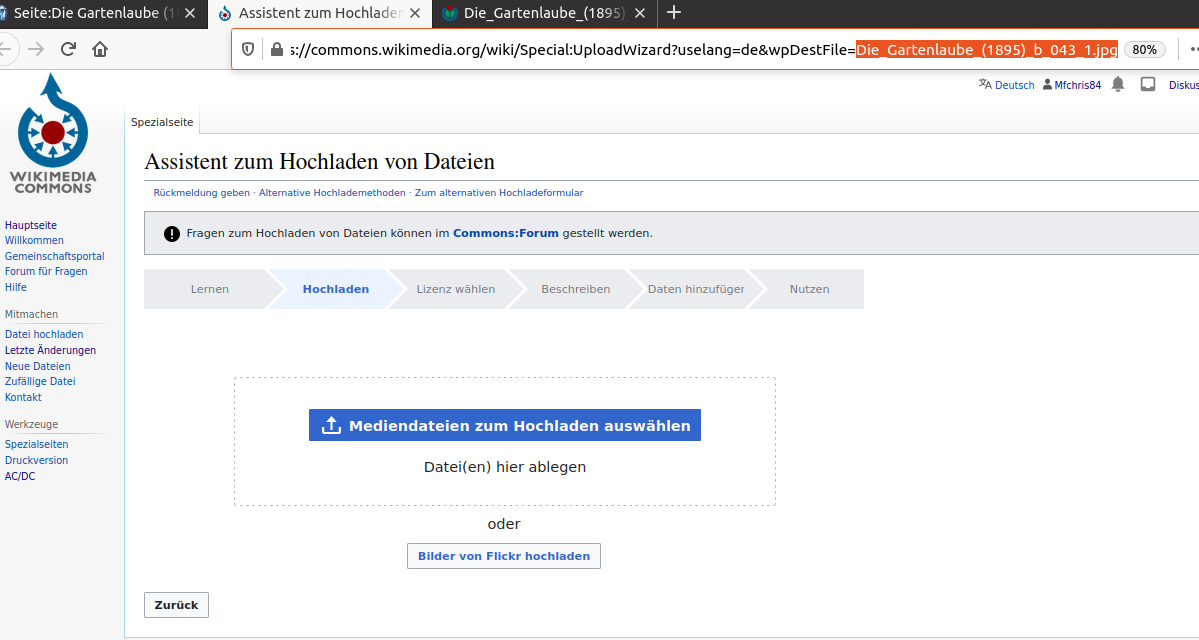 Seite:Die Gartenlaube (1
Assistent zum Hochladen
Die_Gartenlaube_(1895)
s://commons.wikimedia.org/wiki/Special:UploadWizard?uselang=de&wpDestFile=Die_Gartenlaube_(1895)_b_043_1.jpg
80%
Deutsch
Mfchris84
Diskus
WIKIMEDIA
COMMONS
Spezialseite
Assistent zum Hochladen von Dateien
Rückmeldung geben · Alternative Hochlademethoden · Zum alternativen Hochladeformular
Fragen zum Hochladen von Dateien können im Commons:Forum gestellt werden.
Lernen
Hochladen
Lizenz wählen
Beschreiben
Daten hinzufüger
Nutzen
Hauptseite
Willkommen
Gemeinschaftsportal
Forum für Fragen
Hilfe
Mitmachen
Datei hochladen
Letzte Änderungen
Neue Dateien
Zufällige Datei
Kontakt
Werkzeuge
Spezialseiten
Druckversion
AC/DC
Mediendateien zum Hochladen auswählen
Datei(en) hier ablegen
oder
Bilder von Flickr hochladen
Zurück